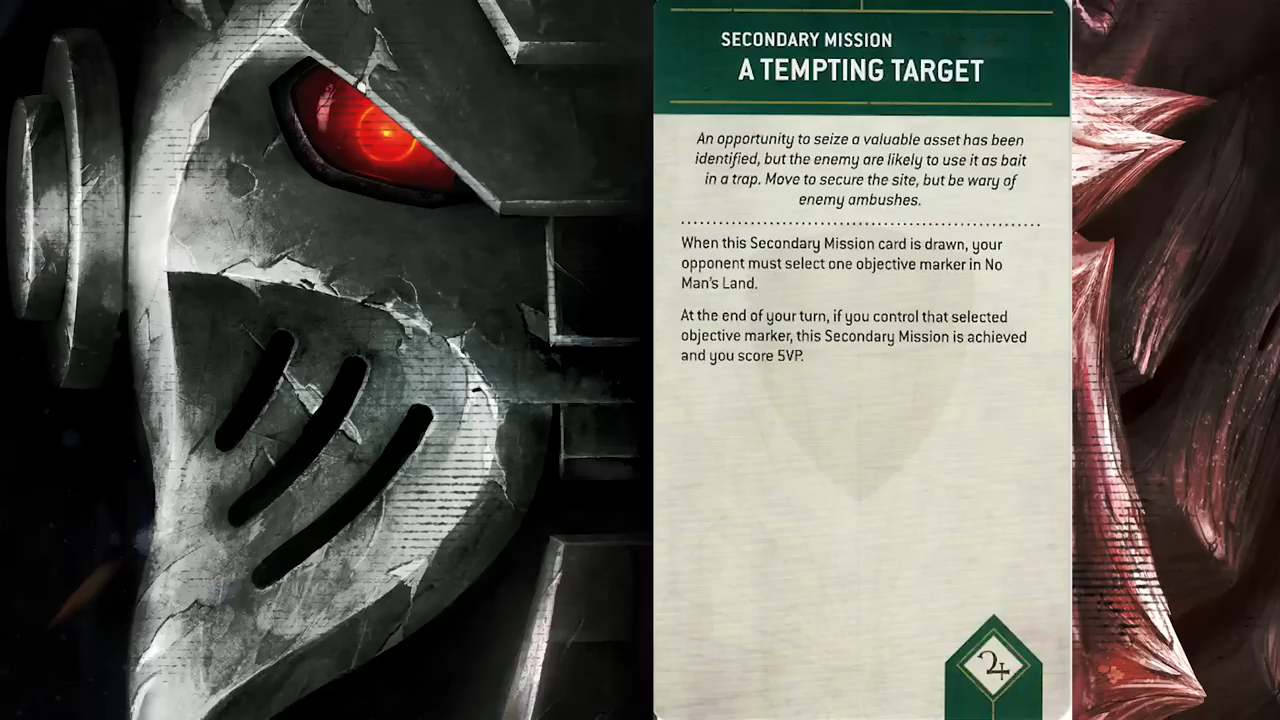 SECONDARY MISSION
A TEMPTING TARGET
An opportunity to seize a valuable asset has been
identified, but the enemy are likely to use it as bait
in a trap. Move to secure the site, but be wary of
enemy ambushes.
When this Secondary Mission card is drawn, your
opponent must select one objective marker in No
Man's Land.
At the end of your turn, if you control that selected
objective marker, this Secondary Mission is achieved
and you score 5VP.